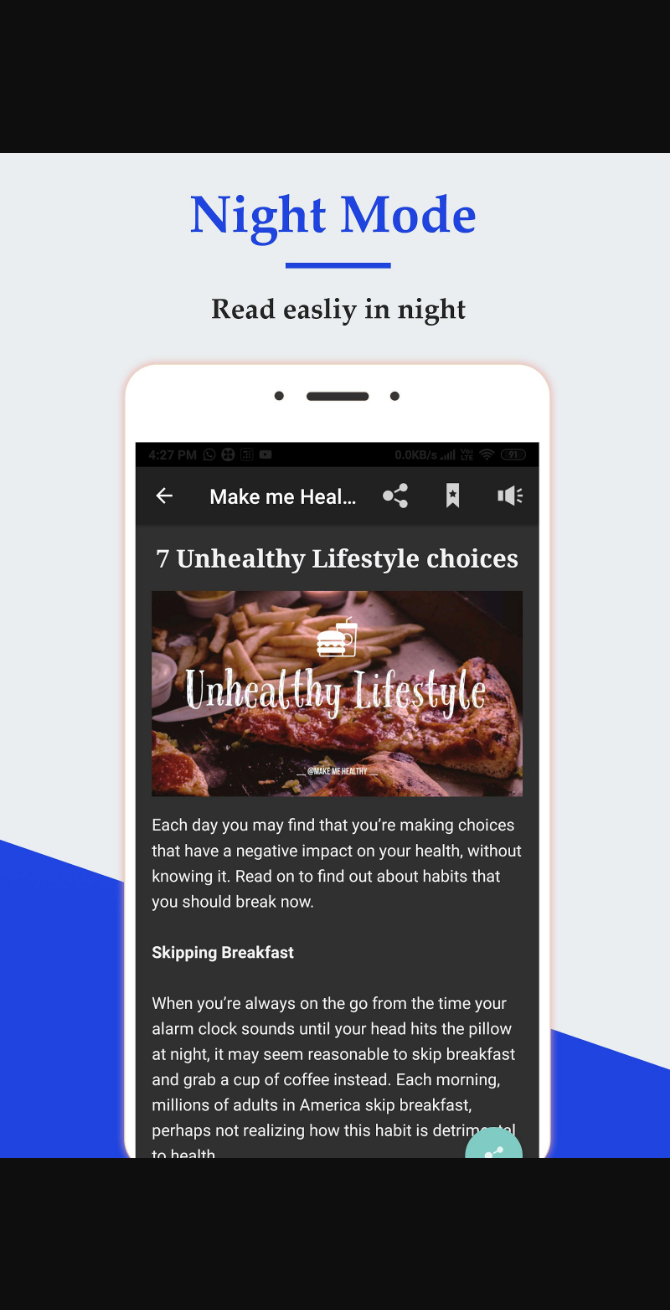 Night Mode
Read easliy in night
4:27 PM
0.0KB/s
91
Make me Heal...
7 Unhealthy Lifestyle choices
Unhealthy Lifestyle
@MAKE ME HEALTHY
Each day you may find that you’re making choices
that have a negative impact on your health, without
knowing it. Read on to find out about habits that
you should break now.
Skipping Breakfast
When you’re always on the go from the time your
alarm clock sounds until your head hits the pillow
at night, it may seem reasonable to skip breakfast
and grab a cup of coffee instead. Each morning,
millions of adults in America skip breakfast,
perhaps not realizing how this habit is detrimental
to health